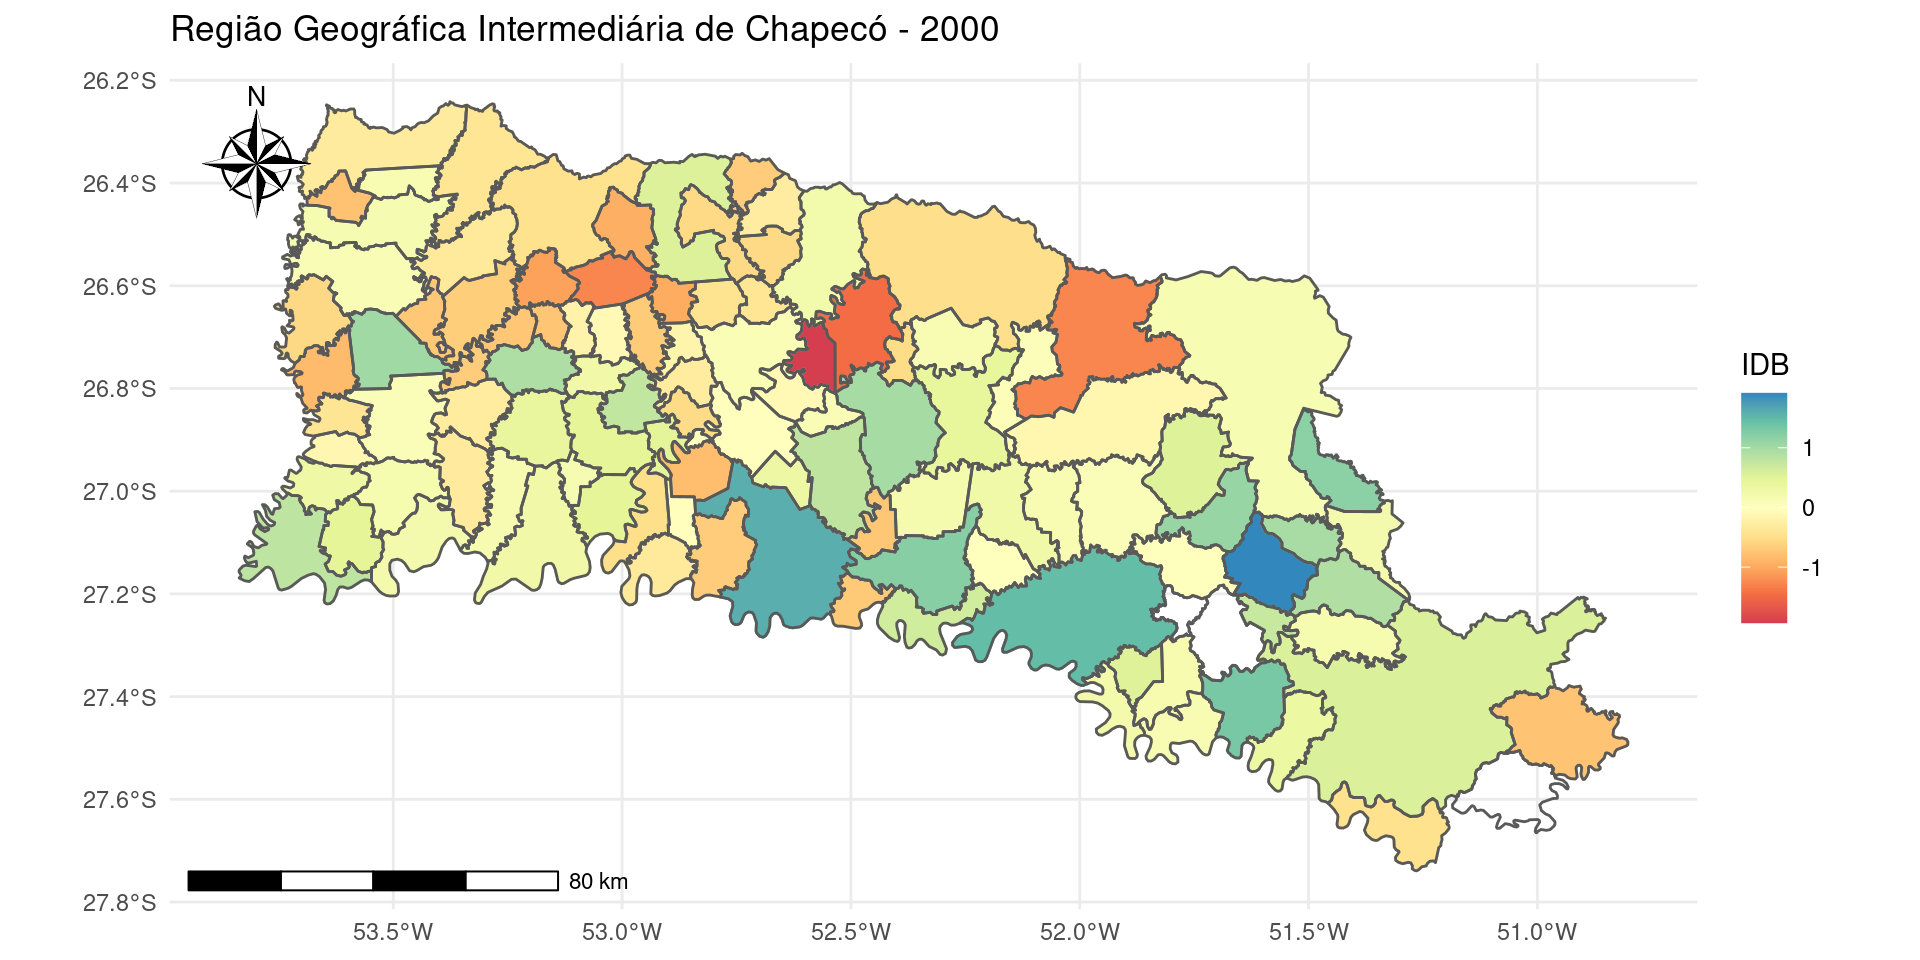 Região Geográfica Intermediária de Chapecó - 2000
N
26.2°S
26.4°S
26.6°S
26.8°S
27.0°S
27.2°S
27.4°S
27.6°S
27.8°S
53.5°W
53.0°W
52.5°W
52.0°W
51.5°W
51.0°W
80 km
IDB
1
0
-1